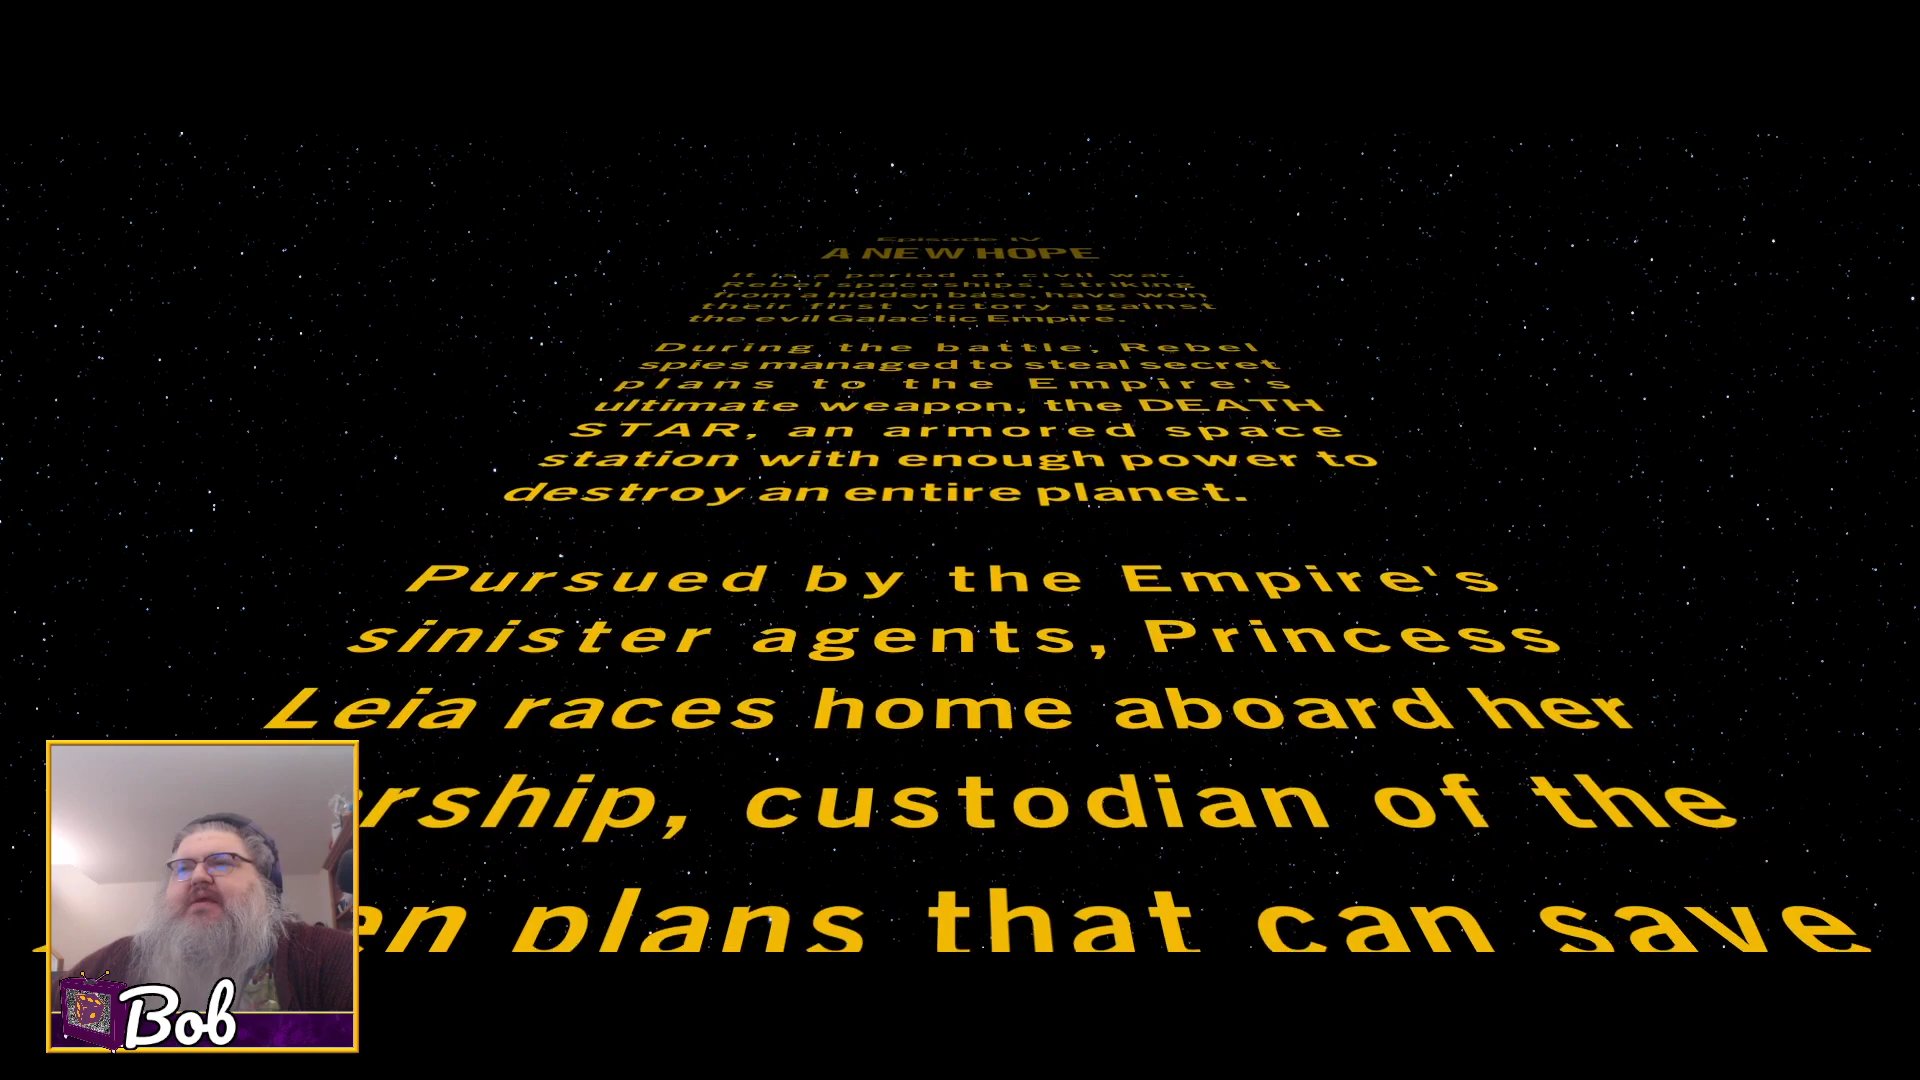 Episode IV
A NEW HOPE
It is a period of civil war.
Rebel spaceships, striking
from a hidden base, have won
their first victory against
the evil Galactic Empire.
During the battle, Rebel
spies managed to steal secret
plans to the Empire's
ultimate weapon, the DEATH
STAR, an armored space
station with enough power to
destroy an entire planet.
Pursued by the Empire's
sinister agents, Princess
Leia races home aboard her
rship, custodian of the
en plans that can save
Bob